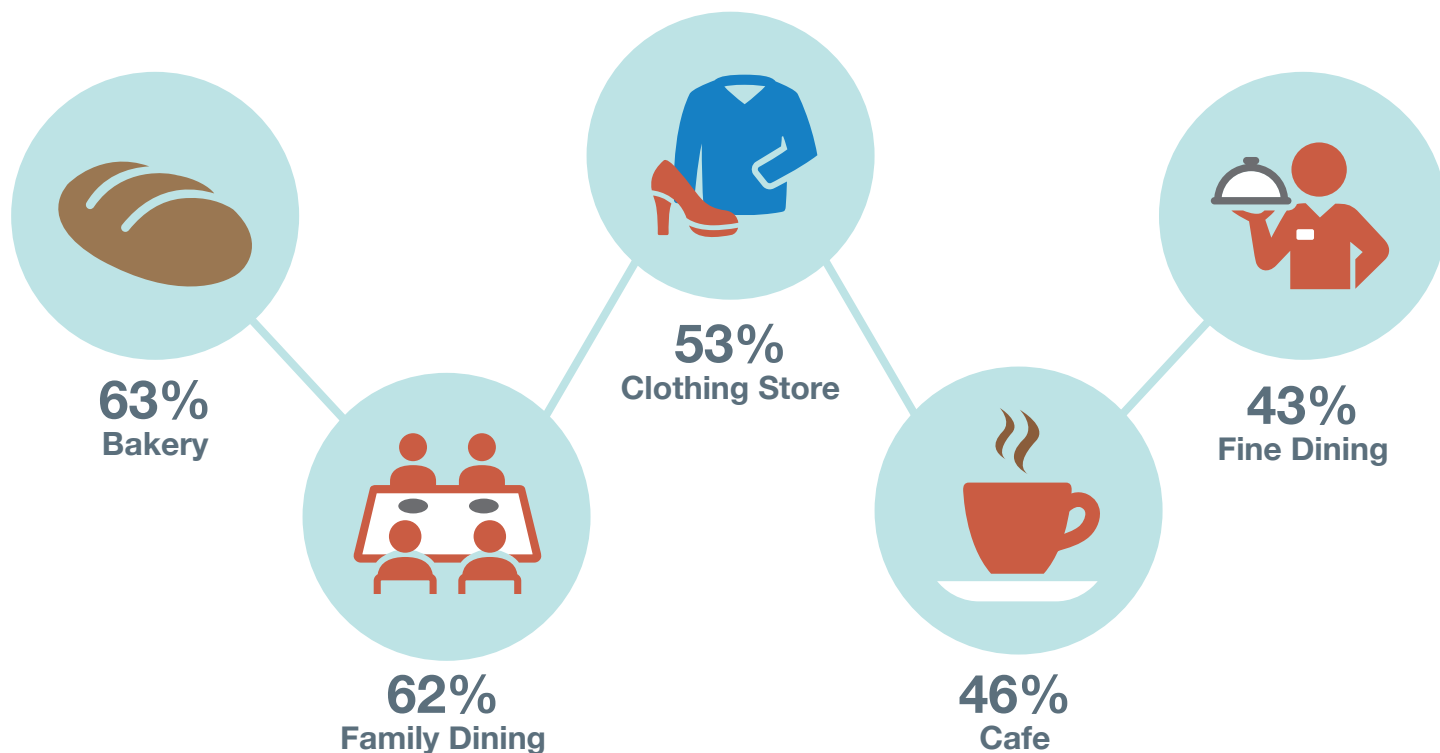 63%
Bakery
62%
Family Dining
53%
Clothing Store
46%
Cafe
43%
Fine Dining